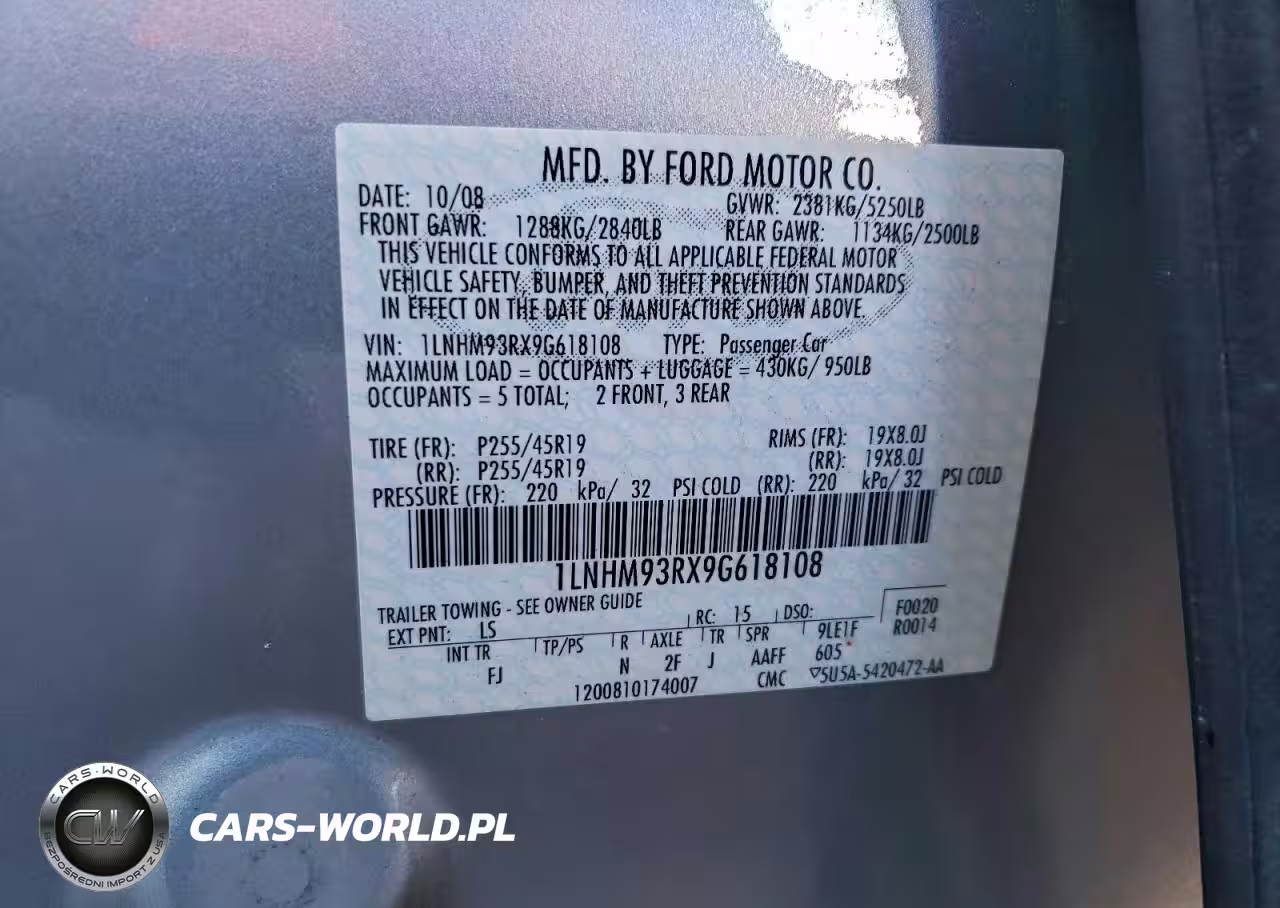 MFD. BY FORD MOTOR CO.
DATE: 10/08 GVWR: 2381KG/5250LB
FRONT GAWR: 1288KG/2840LB REAR GAWR: 1134KG/2500LB
THIS VEHICLE CONFORMS TO ALL APPLICABLE FEDERAL MOTOR
VEHICLE SAFETY, BUMPER, AND THEFT PREVENTION STANDARDS
IN EFFECT ON THE DATE OF MANUFACTURE SHOWN ABOVE.
VIN: 1LNHM93RX9G618108 TYPE: Passenger Car
MAXIMUM LOAD = OCCUPANTS + LUGGAGE = 430KG/ 950LB
OCCUPANTS = 5 TOTAL; 2 FRONT, 3 REAR
TIRE (FR): P255/45R19 RIMS (FR): 19X8.0J
(RR): P255/45R19 (RR): 19X8.0J
PRESSURE (FR): 220 kPa/ 32 PSI COLD (RR): 220 kPa/ 32 PSI COLD
1LNHM93RX9G618108
TRAILER TOWING - SEE OWNER GUIDE
EXT PNT: LS RC: 15 DSO: F0020
INT TR TP/PS R AXLE TR SPR 9LE1F R0014
FJ N 2F J AAFF 605*
1200810174007 CMC ▽5U5A-5420472-AA
CARS-WORLD
CW
BEZPOŚREDNI IMPORT Z USA
CARS-WORLD.PL